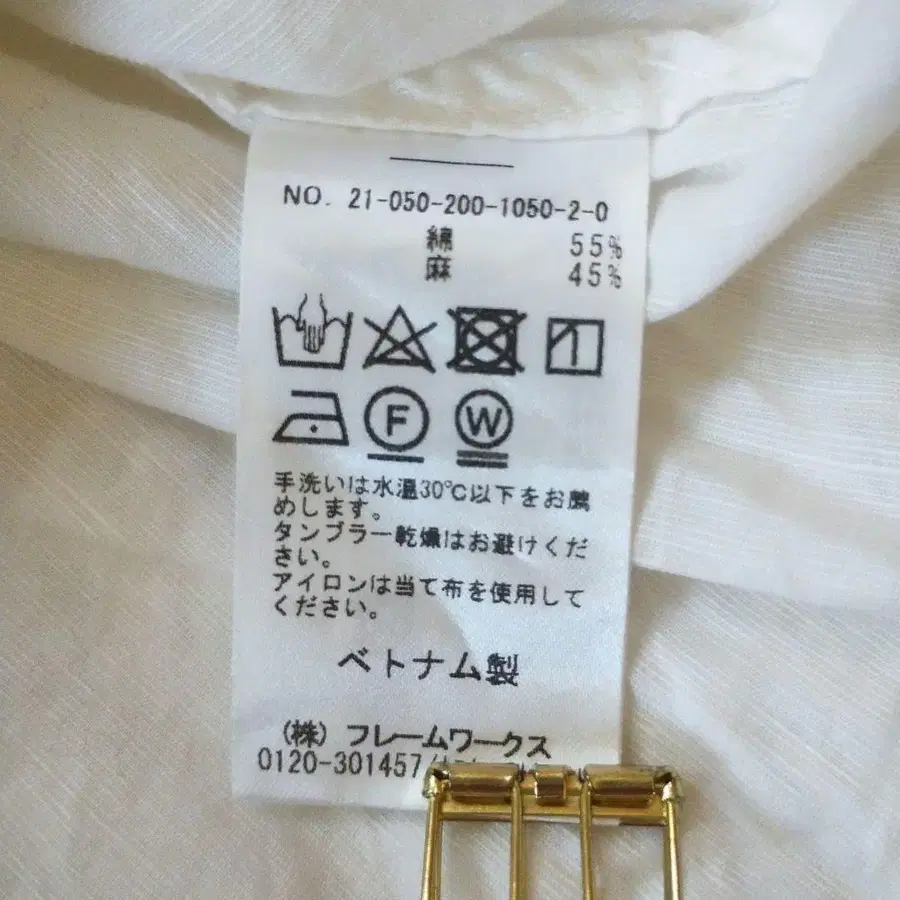 NO. 21-050-200-1050-2-0
綿 55%
麻 45%
F W
手洗いは水温30℃以下をお薦
めします。
タンブラー乾燥はお避けくだ
さい。
アイロンは当て布を使用して
ください。
ベトナム製
(株) フレームワークス
0120-301457